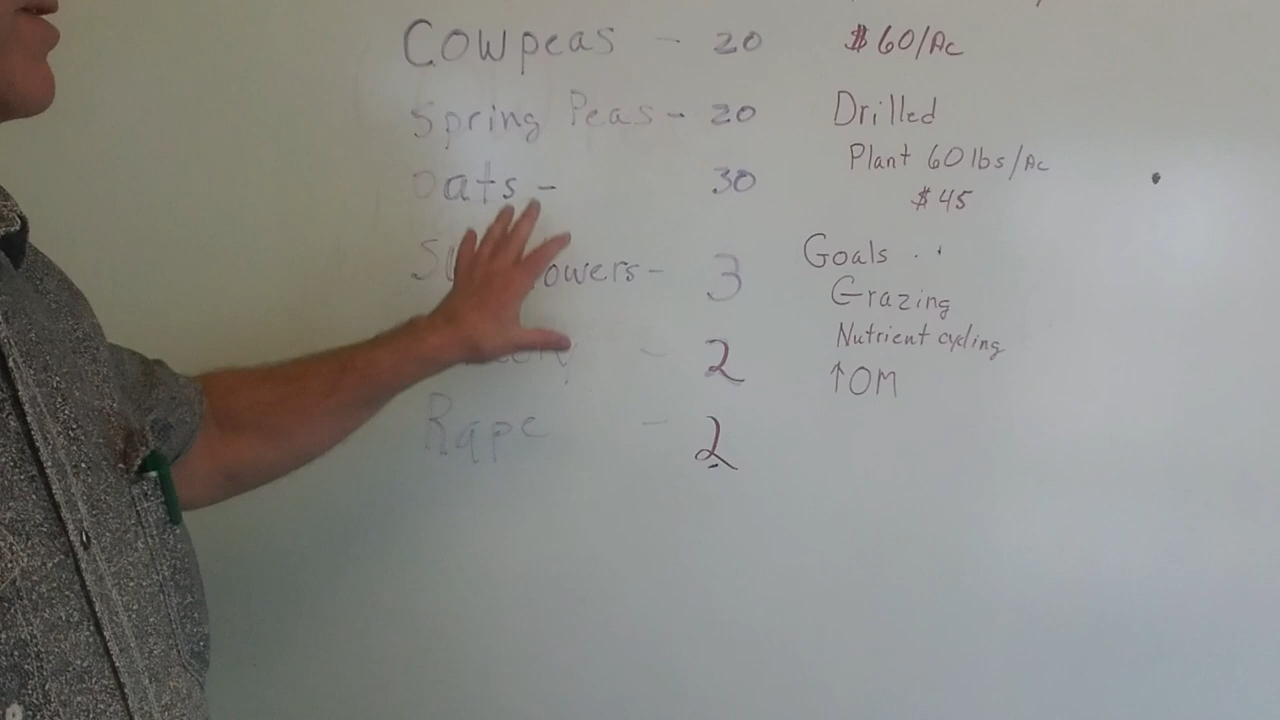 Cowpeas - 20
Spring Peas - 20
Oats - 30
owers - 3
- 2
Rape - 2
$60/Ac
Drilled
Plant 60 lbs/Ac
$45
Goals
Grazing
Nutrient cycling
↑OM